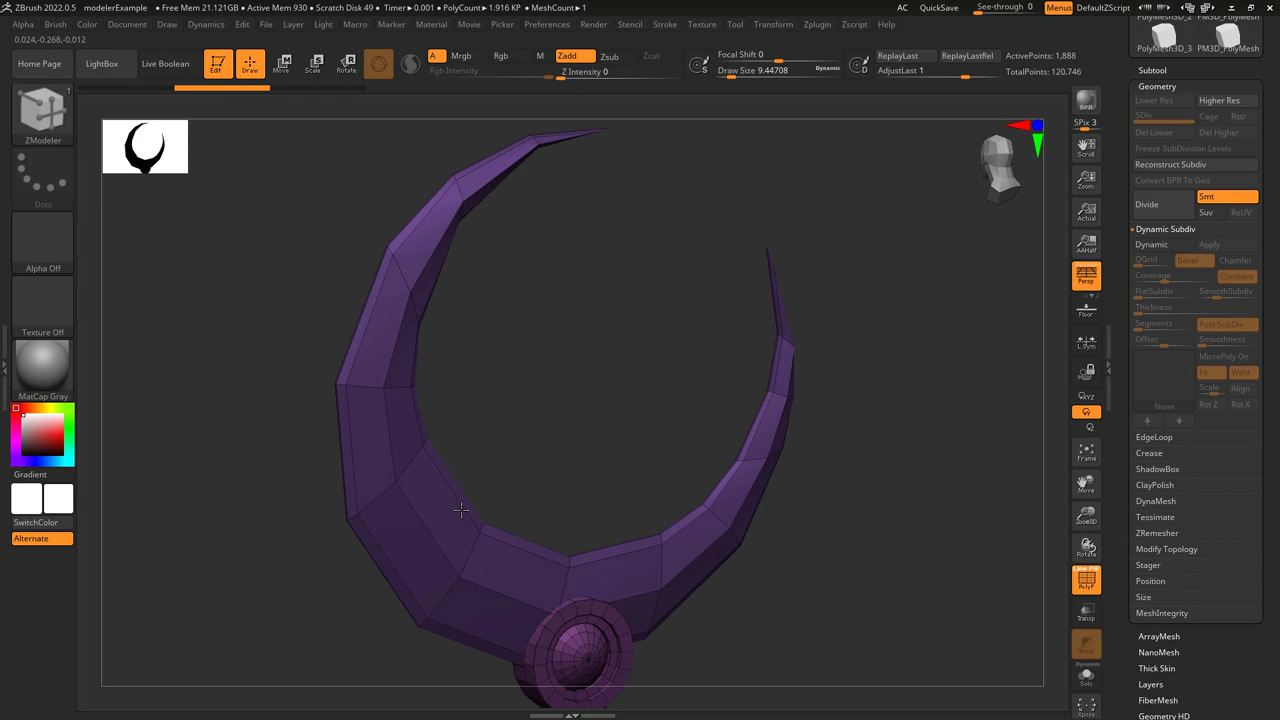 ZBrush 2022.0.5 modelerExample • Free Mem 21.121GB • Active Mem 930 • Scratch Disk 49 • Timer▸0.001 • PolyCount▸1.916 KP • MeshCount▸1 AC QuickSave See-through 0 Menus DefaultZScript
Alpha Brush Color Document Draw Dynamics Edit File Layer Light Macro Marker Material Movie Picker Preferences Render Stencil Stroke Texture Tool Transform Zplugin Zscript Help
0.024,-0.268,-0.012
Home Page LightBox Live Boolean Edit Draw Move Scale Rotate
A Mrgb Rgb M Zadd Zsub Zcut
Rgb Intensity Z Intensity 0
Focal Shift 0
Draw Size 9.44708 Dynamic
S
D
ReplayLast ReplayLastRel ActivePoints: 1,888
AdjustLast 1 TotalPoints: 120,746
1
ZModeler
Dots
Alpha Off
Texture Off
MatCap Gray
Gradient
SwitchColor
Alternate
BPR
SPix 3
Scroll
Zoom
Actual
AAHalf
Persp
Floor
L.Sym
XYZ
Frame
Move
Zoom3D
Rotate
Line Fill
PolyF
Transp
Ghost
Dynamic
Solo
Xpose
PolyMesh3D_2 PM3D_PolyMesh
PolyMesh3D_3 PM3D_PolyMesh
Subtool
Geometry
Lower Res Higher Res
SDiv Cage Rstr
Del Lower Del Higher
Freeze SubDivision Levels
Reconstruct Subdiv
Convert BPR To Geo
Divide Smt
Suv ReUV
Dynamic Subdiv
Dynamic Apply
QGrid Bevel Chamfer
Coverage Constant
FlatSubdiv SmoothSubdiv
Thickness
Segments Post SubDiv
Offset Smoothness
MicroPoly On
Fit Weld
Scale Align
None Rot Z Rot X
EdgeLoop
Crease
ShadowBox
ClayPolish
DynaMesh
Tessimate
ZRemesher
Modify Topology
Stager
Position
Size
MeshIntegrity
ArrayMesh
NanoMesh
Thick Skin
Layers
FiberMesh
Geometry HD